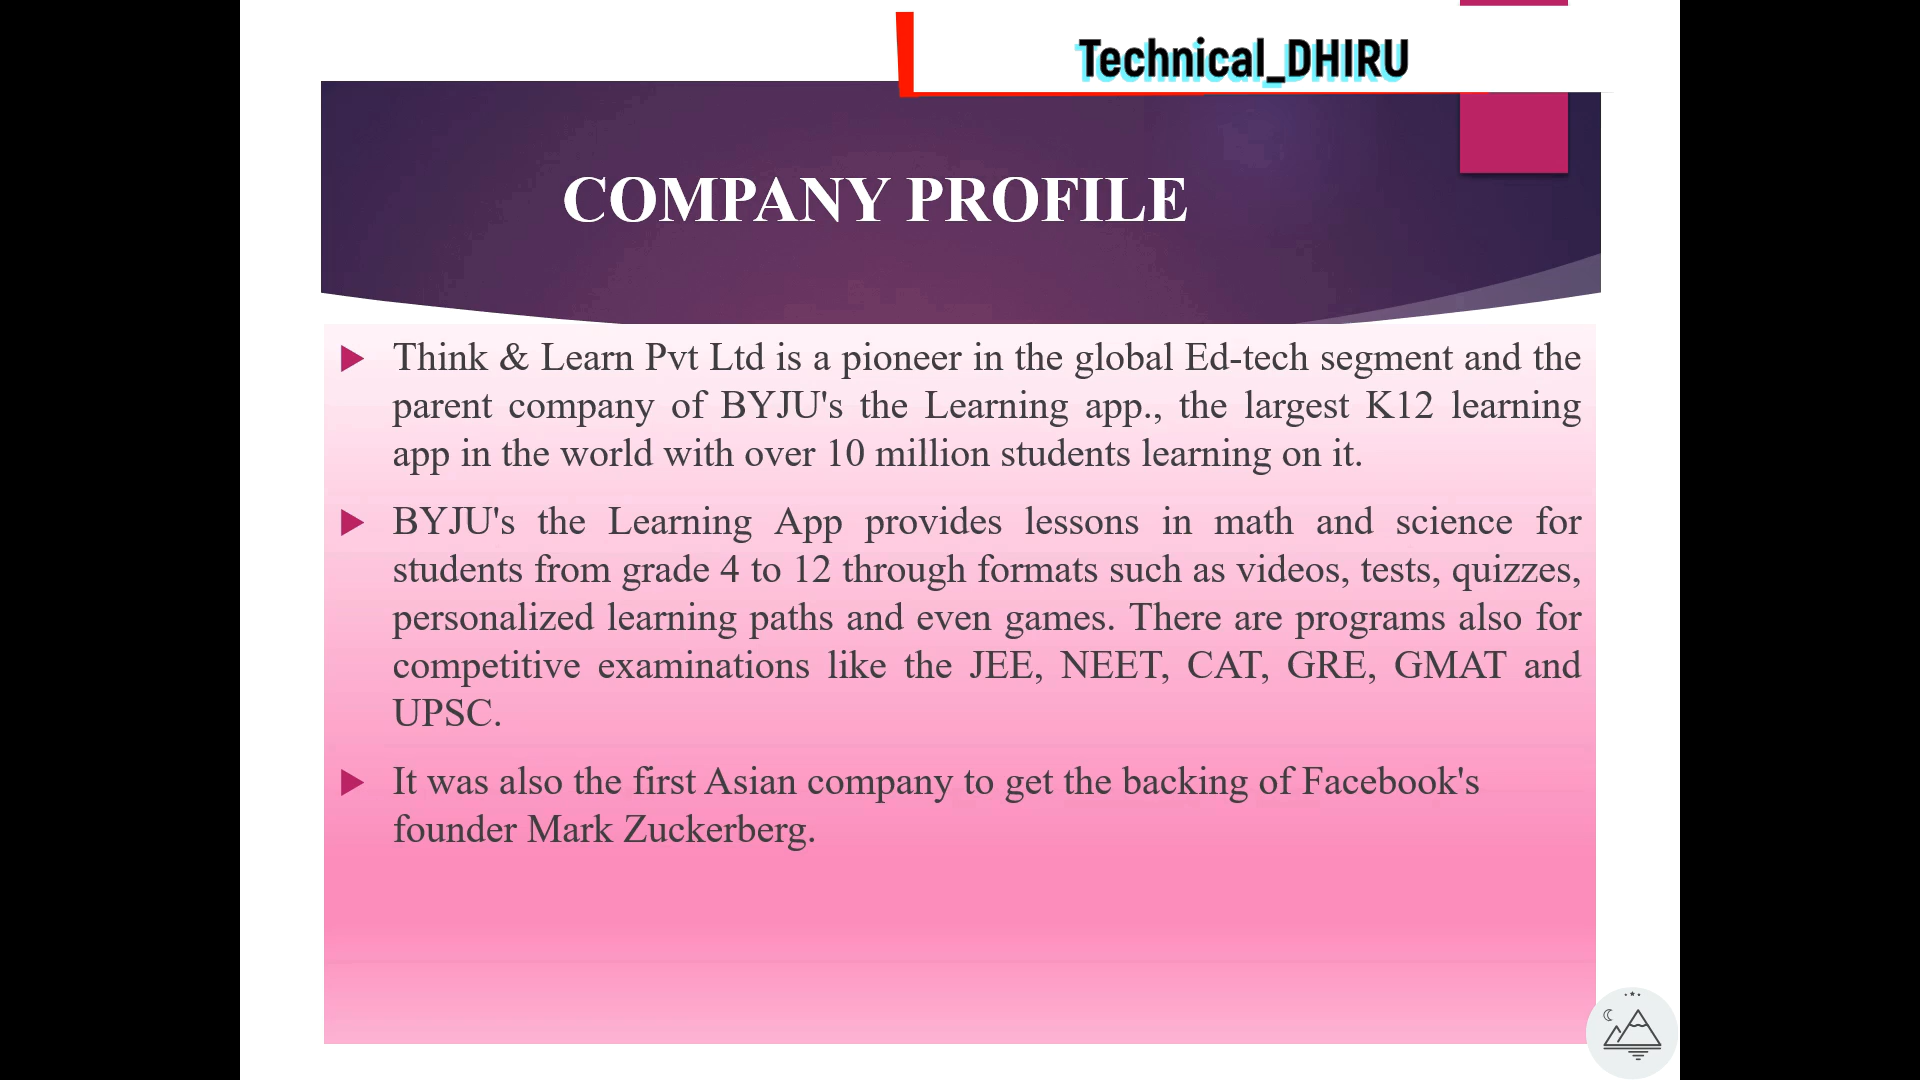 Technical_DHIRU
COMPANY PROFILE
Think & Learn Pvt Ltd is a pioneer in the global Ed-tech segment and the
parent company of BYJU's the Learning app., the largest K12 learning
app in the world with over 10 million students learning on it.
BYJU's the Learning App provides lessons in math and science for
students from grade 4 to 12 through formats such as videos, tests, quizzes,
personalized learning paths and even games. There are programs also for
competitive examinations like the JEE, NEET, CAT, GRE, GMAT and
UPSC.
It was also the first Asian company to get the backing of Facebook's
founder Mark Zuckerberg.